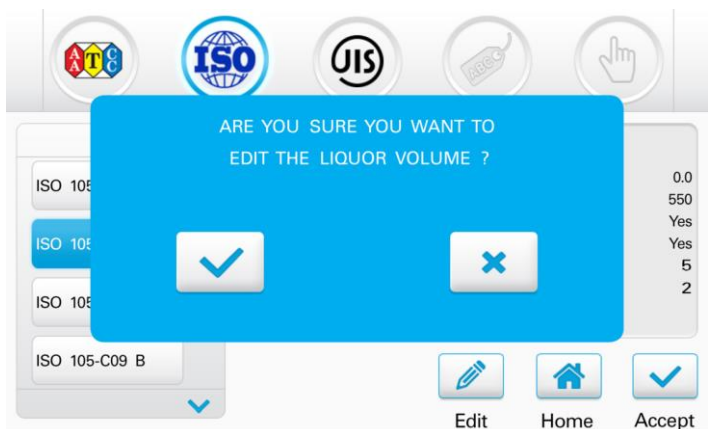 AATCC
ISO
JIS
ABC
ARE YOU SURE YOU WANT TO
EDIT THE LIQUOR VOLUME ?
ISO 105
0.0
550
Yes
ISO 105
Yes
5
ISO 105
2
ISO 105-C09 B
Edit
Home
Accept